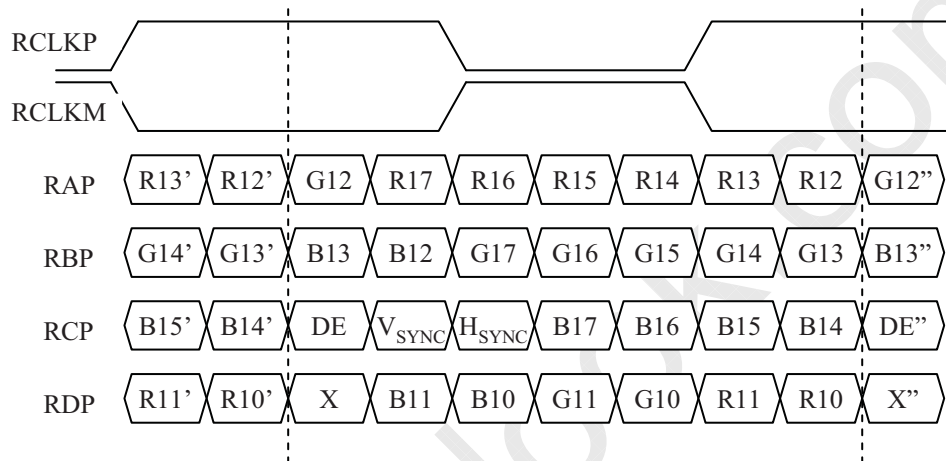 RCLKP
RCLKM
RAP R13' R12' G12 R17 R16 R15 R14 R13 R12 G12”
RBP G14' G13' B13 B12 G17 G16 G15 G14 G13 B13”
RCP B15' B14' DE VSYNC HSYNC B17 B16 B15 B14 DE”
RDP R11' R10' X B11 B10 G11 G10 R11 R10 X”